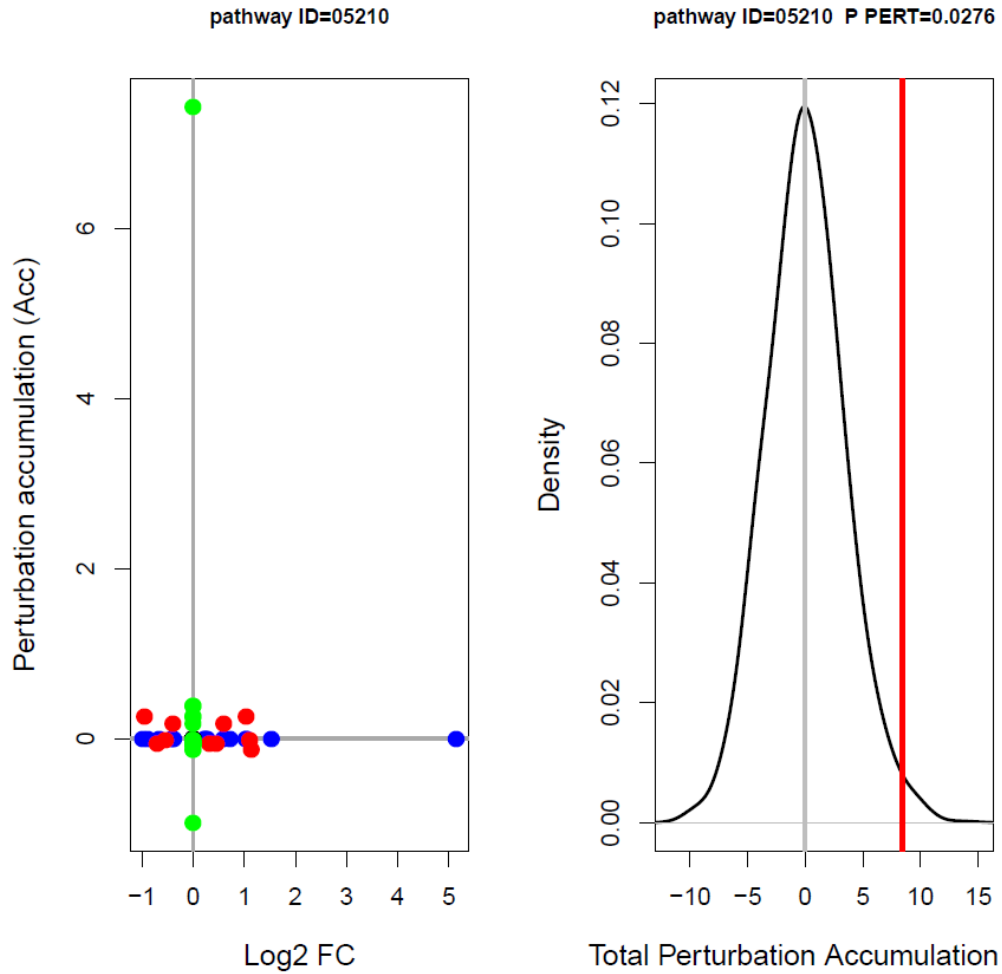 pathway ID=05210
Perturbation accumulation (Acc)
6
4
2
0
−1 0 1 2 3 4 5
Log2 FC
pathway ID=05210 P PERT=0.0276
Density
0.12
0.10
0.08
0.06
0.04
0.02
0.00
−10 −5 0 5 10 15
Total Perturbation Accumulation